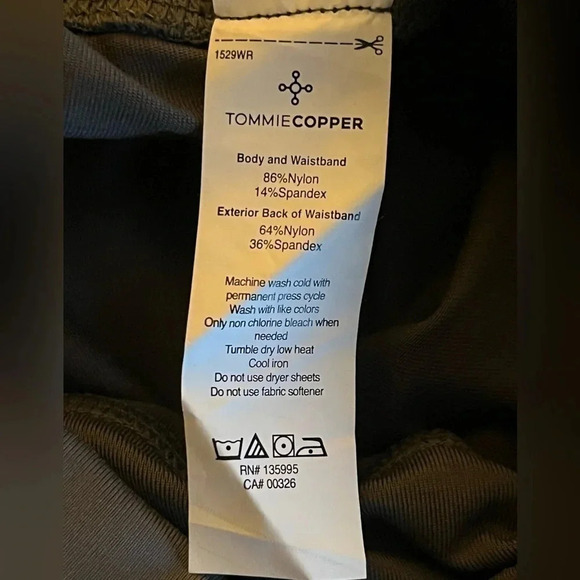 1529WR
TOMMIECOPPER
Body and Waistband
86%Nylon
14%Spandex
Exterior Back of Waistband
64%Nylon
36%Spandex
Machine wash cold with
permanent press cycle
Wash with like colors
Only non chlorine bleach when
needed
Tumble dry low heat
Cool iron
Do not use dryer sheets
Do not use fabric softener
RN# 135995
CA# 00326